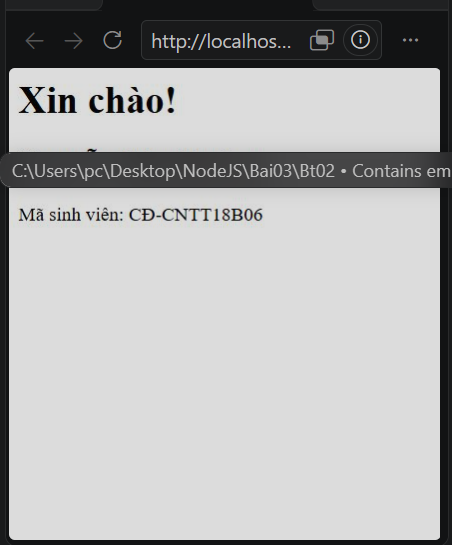 http://localhos...
Xin chào!
C:\Users\pc\Desktop\NodeJS\Bai03\Bt02 • Contains em
Mã sinh viên: CĐ-CNTT18B06